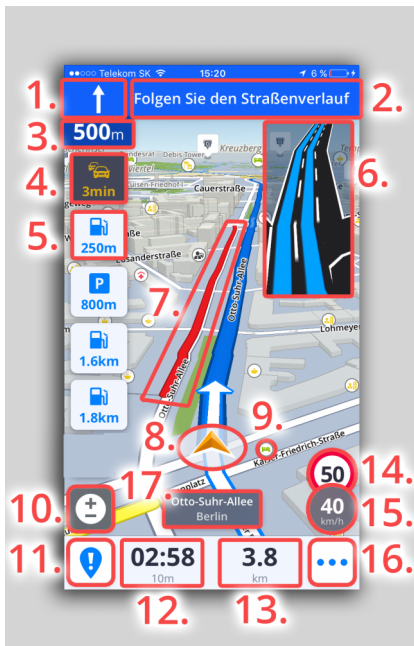 Telekom SK 15:20 6 %
1. Folgen Sie den Straßenverlauf 2.
3. 500m
4. 3min
5. 250m
6.
Kreuzberg
Debis Tower
Viertel
Cauerstraße
Losanderstraße
800m
P
7.
Otto-Suhr-Allee
Otto-Suhr-Allee
Lohmeye
1.6km
1.8km
8.
9.
Kaiser-Friedrich-Straße
10.
17.
Otto-Suhr-Allee
Berlin
50 14.
40 15.
km/h
11.
02:58
10m
3.8
km
16.
12.
13.